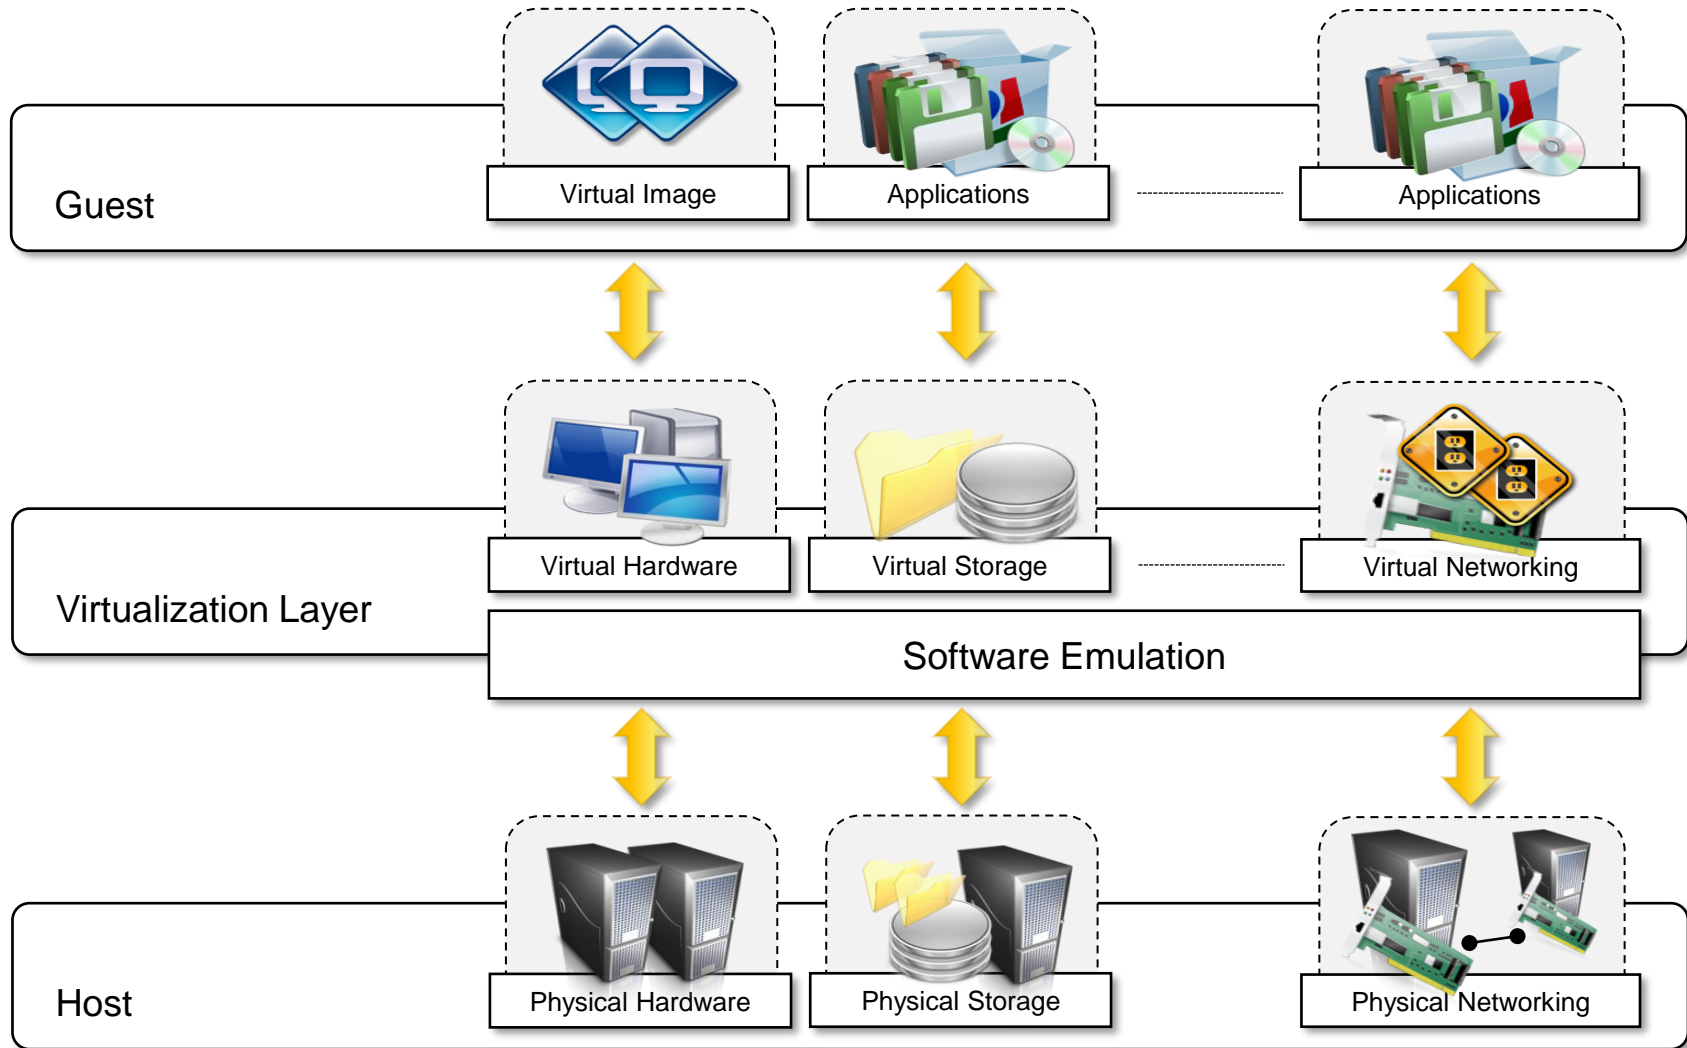 Guest
Virtual Image
Applications
Applications
Virtualization Layer
Virtual Hardware
Virtual Storage
Virtual Networking
Software Emulation
Host
Physical Hardware
Physical Storage
Physical Networking